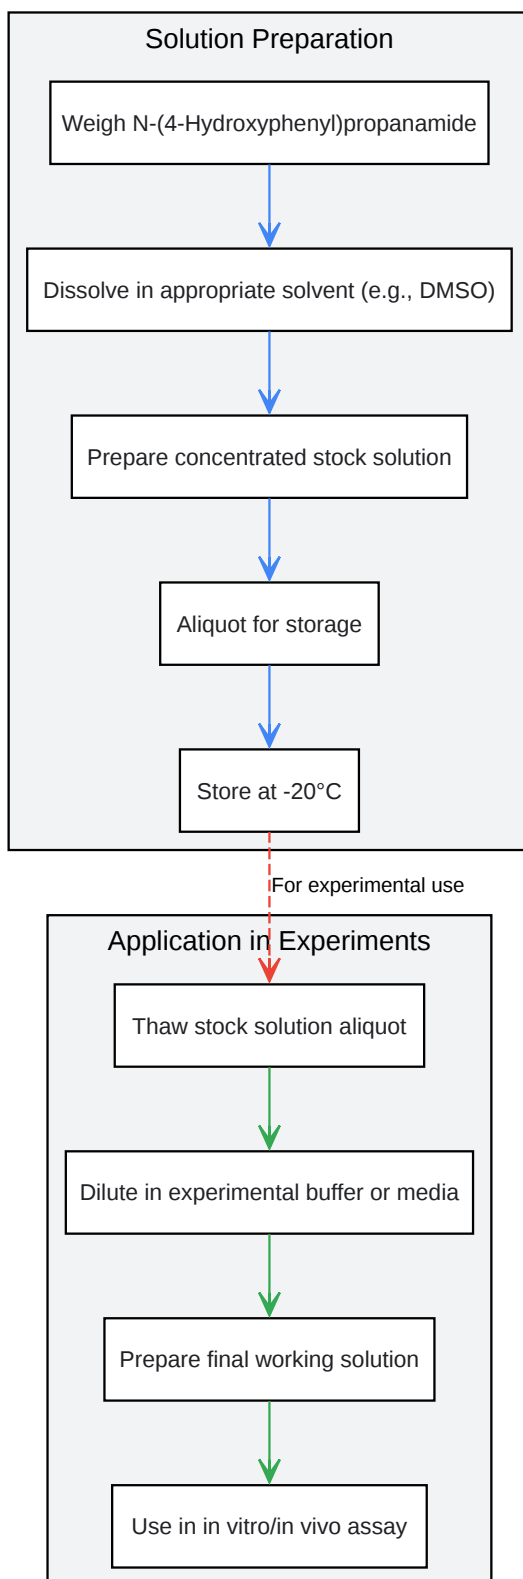 Solution Preparation
Weigh N-(4-Hydroxyphenyl)propanamide
Dissolve in appropriate solvent (e.g., DMSO)
Prepare concentrated stock solution
Aliquot for storage
Store at -20°C
For experimental use
Application in Experiments
Thaw stock solution aliquot
Dilute in experimental buffer or media
Prepare final working solution
Use in in vitro/in vivo assay